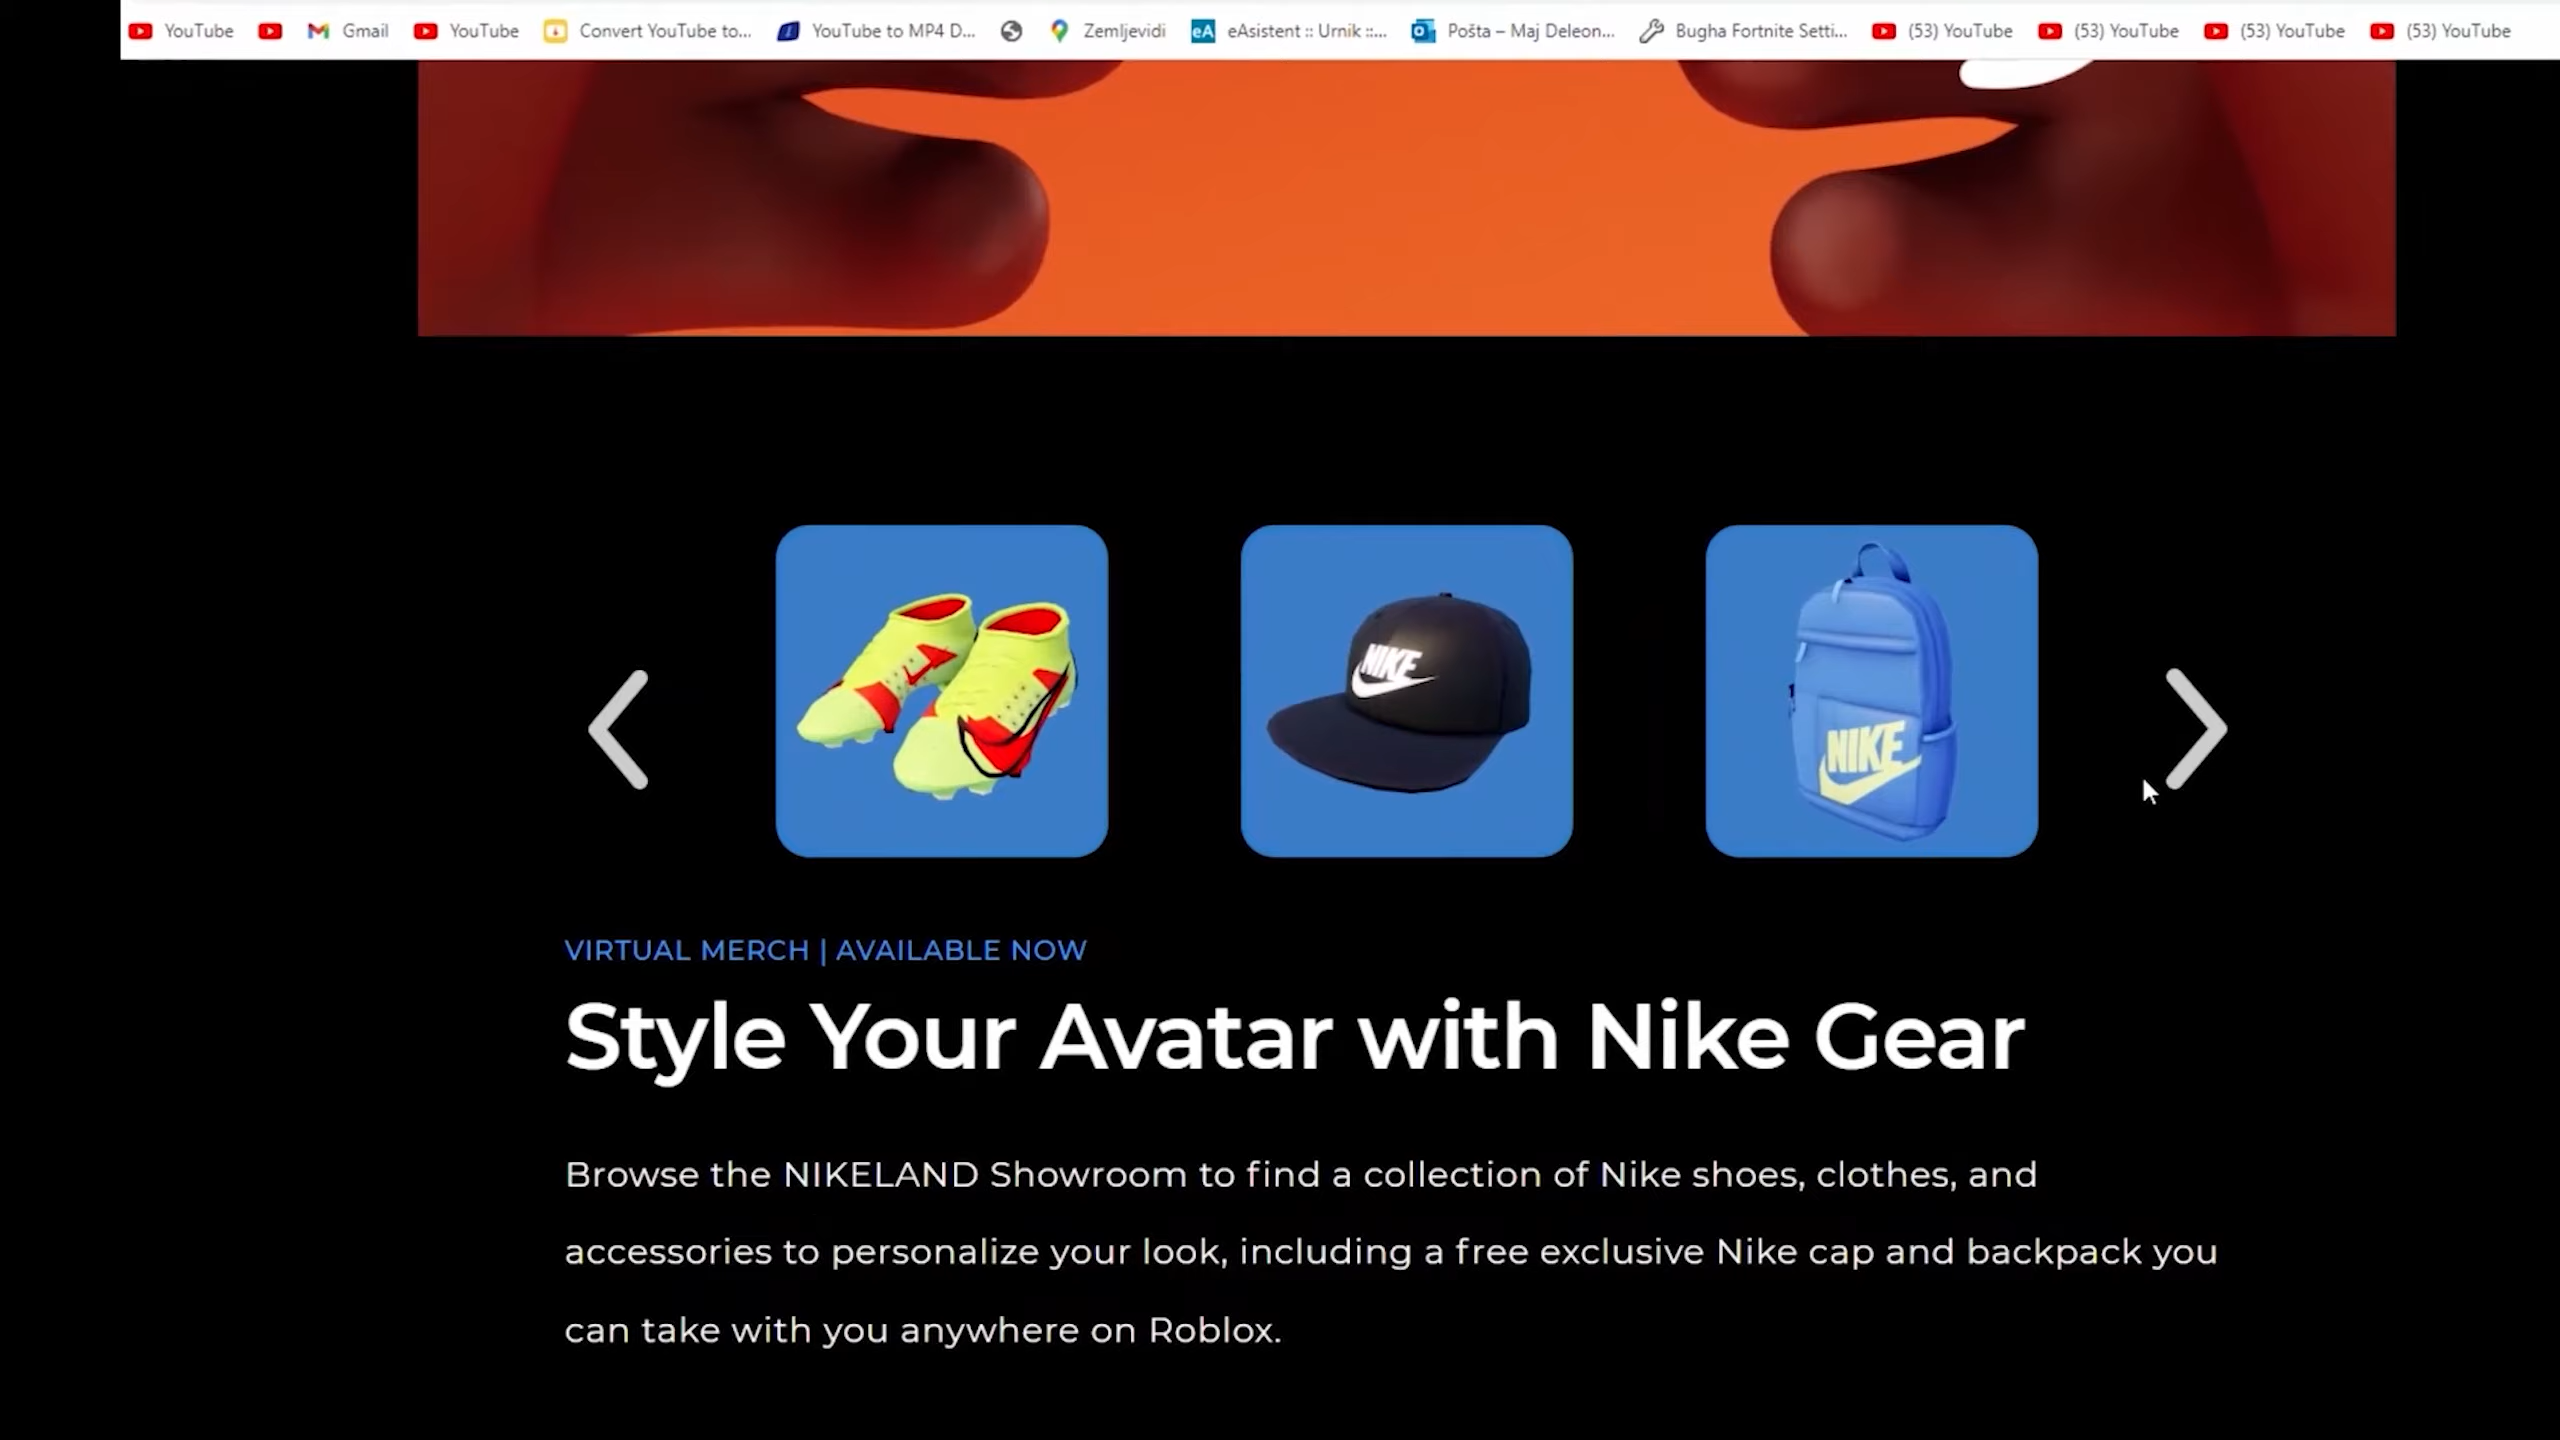 YouTube Gmail YouTube Convert YouTube to... YouTube to MP4 D... Zemljevidi eA eAsistent :: Urnik ::... Pošta – Maj Deleon... Bugha Fortnite Setti... (53) YouTube (53) YouTube (53) YouTube (53) YouTube
NIKE
NIKE
VIRTUAL MERCH | AVAILABLE NOW
Style Your Avatar with Nike Gear
Browse the NIKELAND Showroom to find a collection of Nike shoes, clothes, and
accessories to personalize your look, including a free exclusive Nike cap and backpack you
can take with you anywhere on Roblox.